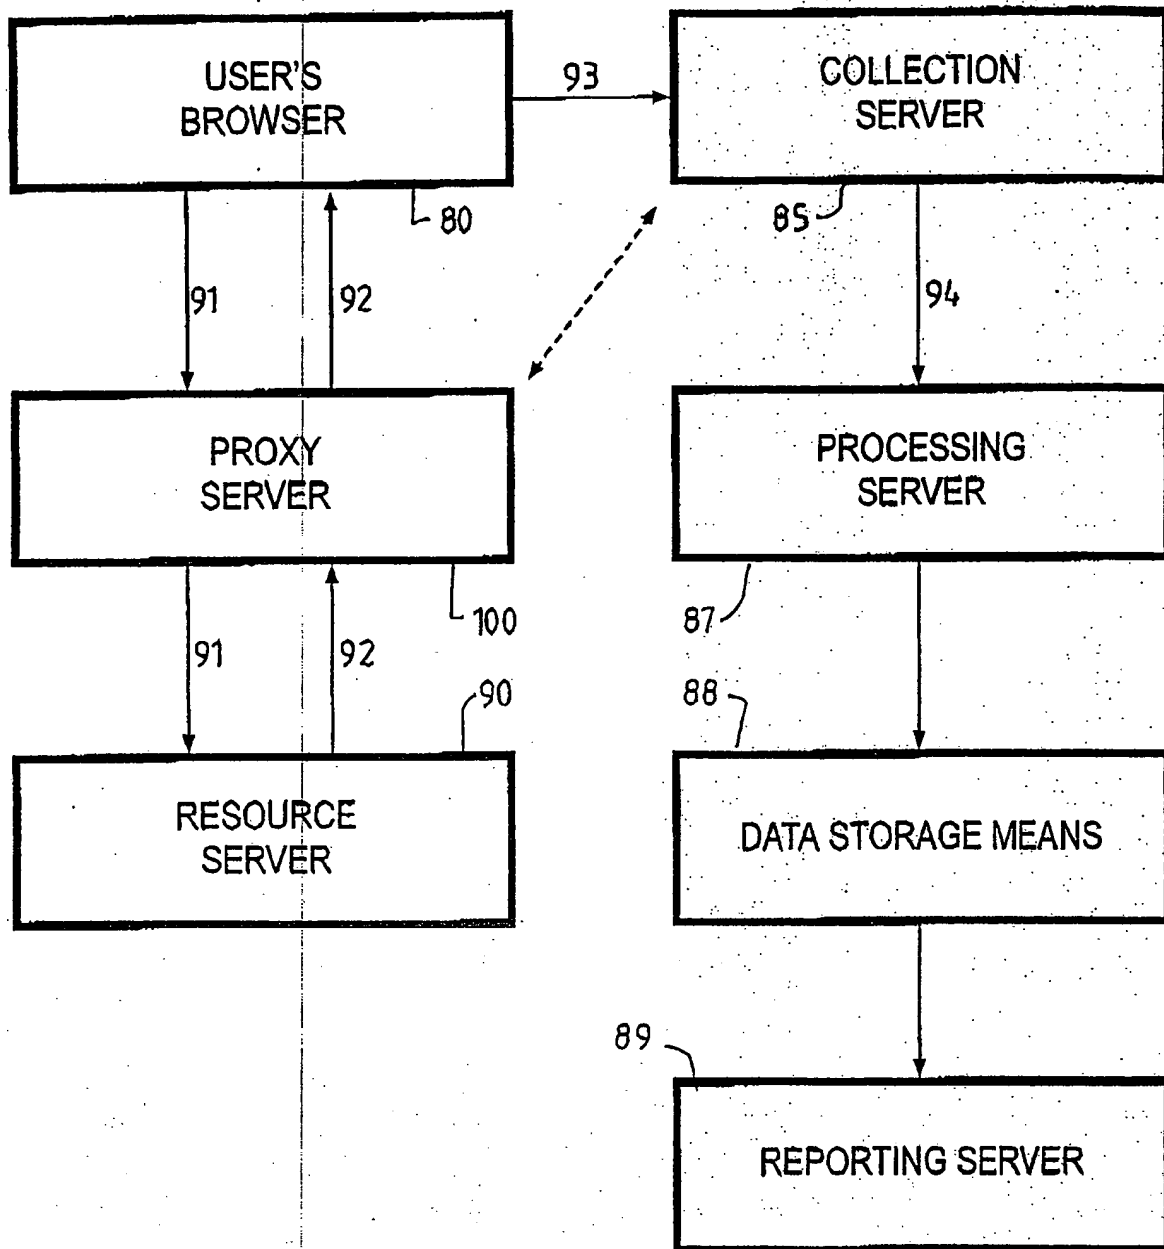 USER'S
BROWSER
93
COLLECTION
SERVER
80
85
91
92
94
PROXY
SERVER
PROCESSING
SERVER
100
87
91
92
90
88
RESOURCE
SERVER
DATA STORAGE MEANS
89
REPORTING SERVER